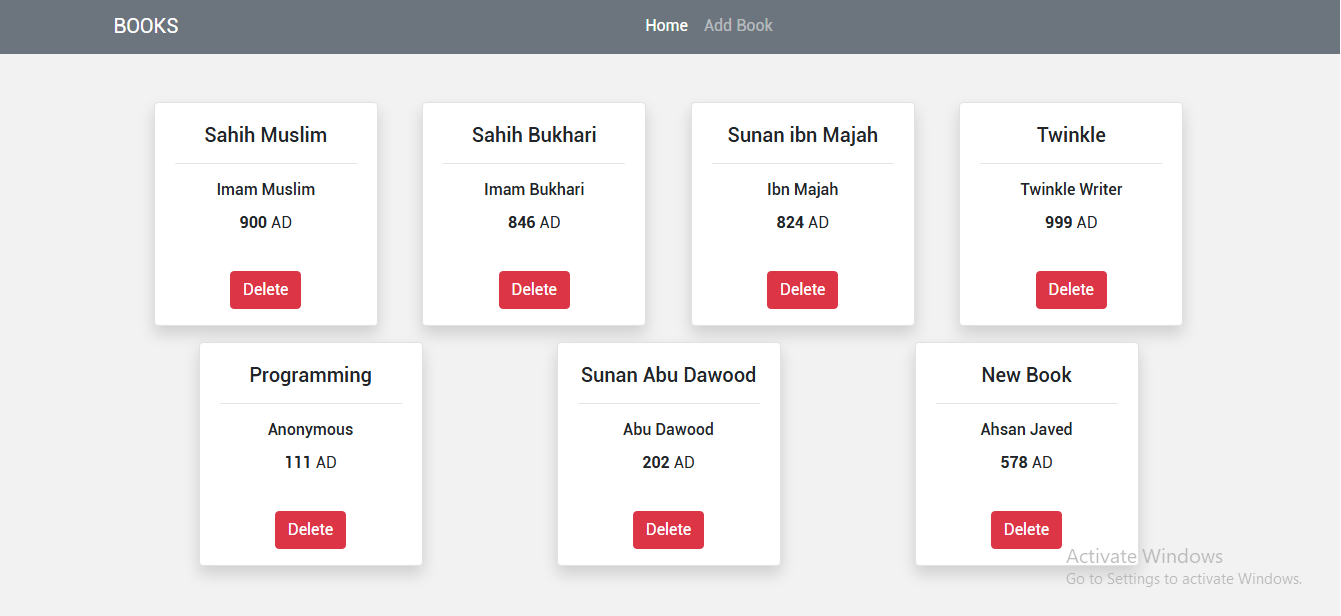 BOOKS Home Add Book
Sahih Muslim
Imam Muslim
900 AD
Delete
Sahih Bukhari
Imam Bukhari
846 AD
Delete
Sunan ibn Majah
Ibn Majah
824 AD
Delete
Twinkle
Twinkle Writer
999 AD
Delete
Programming
Anonymous
111 AD
Delete
Sunan Abu Dawood
Abu Dawood
202 AD
Delete
New Book
Ahsan Javed
578 AD
Delete
Activate Windows
Go to Settings to activate Windows.